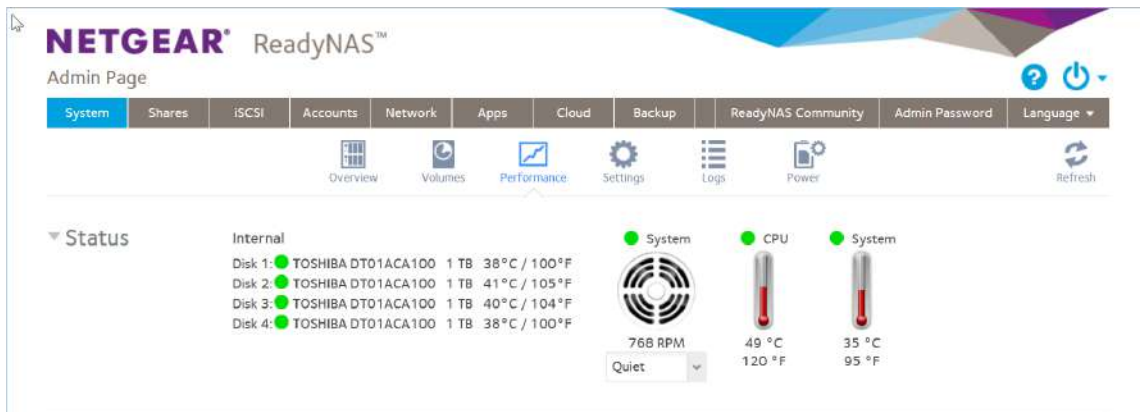 NETGEAR® ReadyNAS™
Admin Page
System Shares iSCSI Accounts Network Apps Cloud Backup ReadyNAS Community Admin Password Language
Overview Volumes Performance Settings Logs Power Refresh
Status
Internal
Disk 1: TOSHIBA DT01ACA100 1 TB 38°C / 100°F
Disk 2: TOSHIBA DT01ACA100 1 TB 41°C / 105°F
Disk 3: TOSHIBA DT01ACA100 1 TB 40°C / 104°F
Disk 4: TOSHIBA DT01ACA100 1 TB 38°C / 100°F
System
768 RPM
Quiet
CPU
49 °C
120 °F
System
35 °C
95 °F